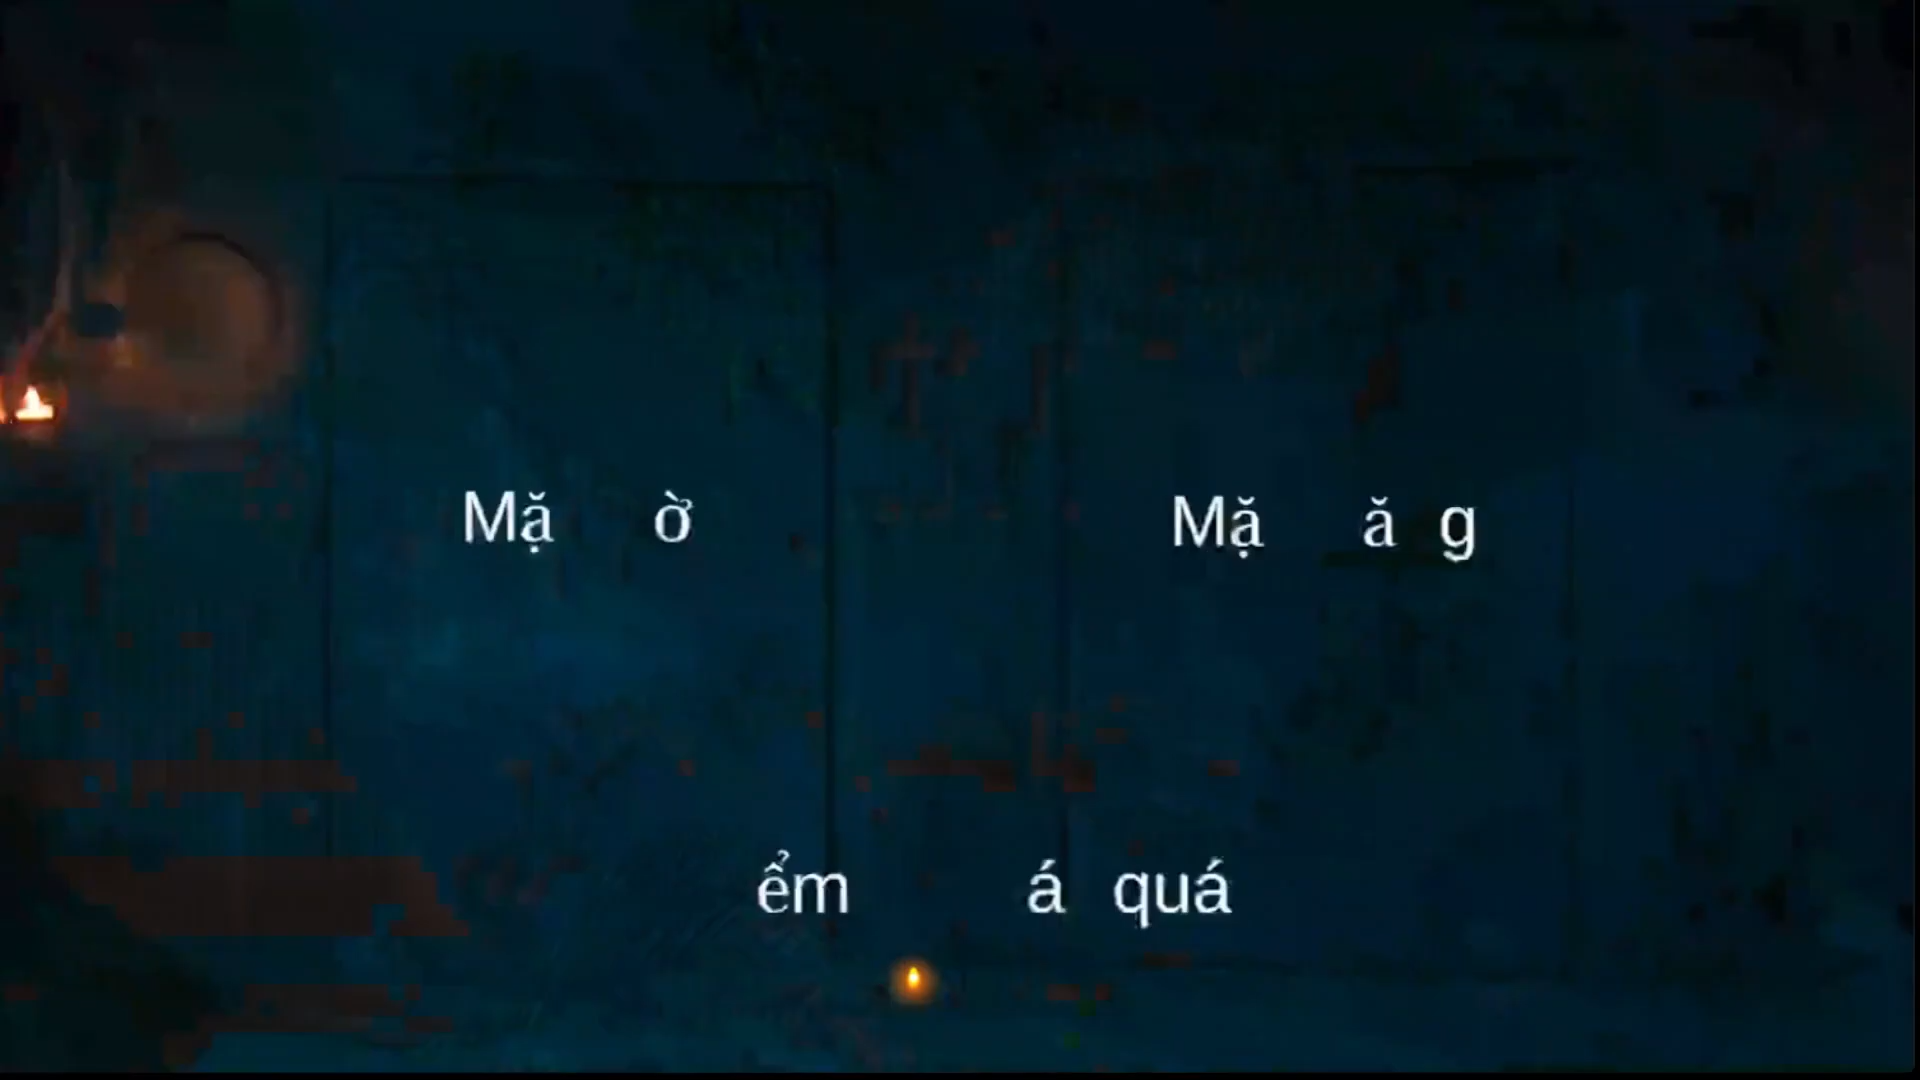 Mặ ờ
Mặ ă g
ểm á quá